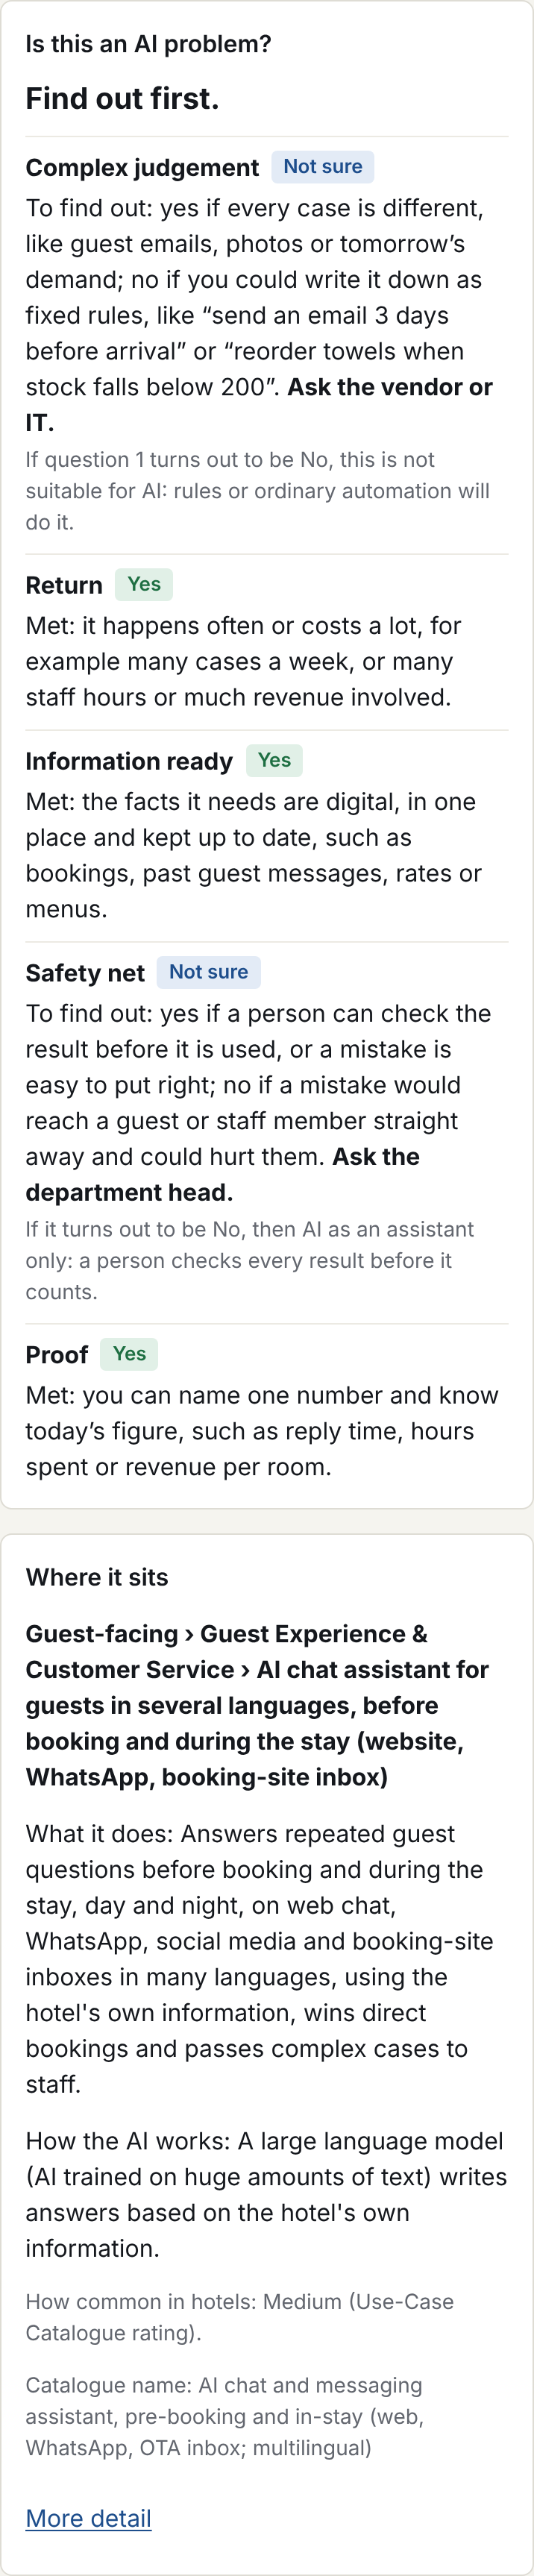 Is this an AI problem?
Find out first.
Complex judgement Not sure
To find out: yes if every case is different,
like guest emails, photos or tomorrow’s
demand; no if you could write it down as
fixed rules, like “send an email 3 days
before arrival” or “reorder towels when
stock falls below 200”. Ask the vendor or
IT.
If question 1 turns out to be No, this is not
suitable for AI: rules or ordinary automation will
do it.
Return Yes
Met: it happens often or costs a lot, for
example many cases a week, or many
staff hours or much revenue involved.
Information ready Yes
Met: the facts it needs are digital, in one
place and kept up to date, such as
bookings, past guest messages, rates or
menus.
Safety net Not sure
To find out: yes if a person can check the
result before it is used, or a mistake is
easy to put right; no if a mistake would
reach a guest or staff member straight
away and could hurt them. Ask the
department head.
If it turns out to be No, then AI as an assistant
only: a person checks every result before it
counts.
Proof Yes
Met: you can name one number and know
today’s figure, such as reply time, hours
spent or revenue per room.
Where it sits
Guest-facing › Guest Experience &
Customer Service › AI chat assistant for
guests in several languages, before
booking and during the stay (website,
WhatsApp, booking-site inbox)
What it does: Answers repeated guest
questions before booking and during the
stay, day and night, on web chat,
WhatsApp, social media and booking-site
inboxes in many languages, using the
hotel's own information, wins direct
bookings and passes complex cases to
staff.
How the AI works: A large language model
(AI trained on huge amounts of text) writes
answers based on the hotel's own
information.
How common in hotels: Medium (Use-Case
Catalogue rating).
Catalogue name: AI chat and messaging
assistant, pre-booking and in-stay (web,
WhatsApp, OTA inbox; multilingual)
More detail